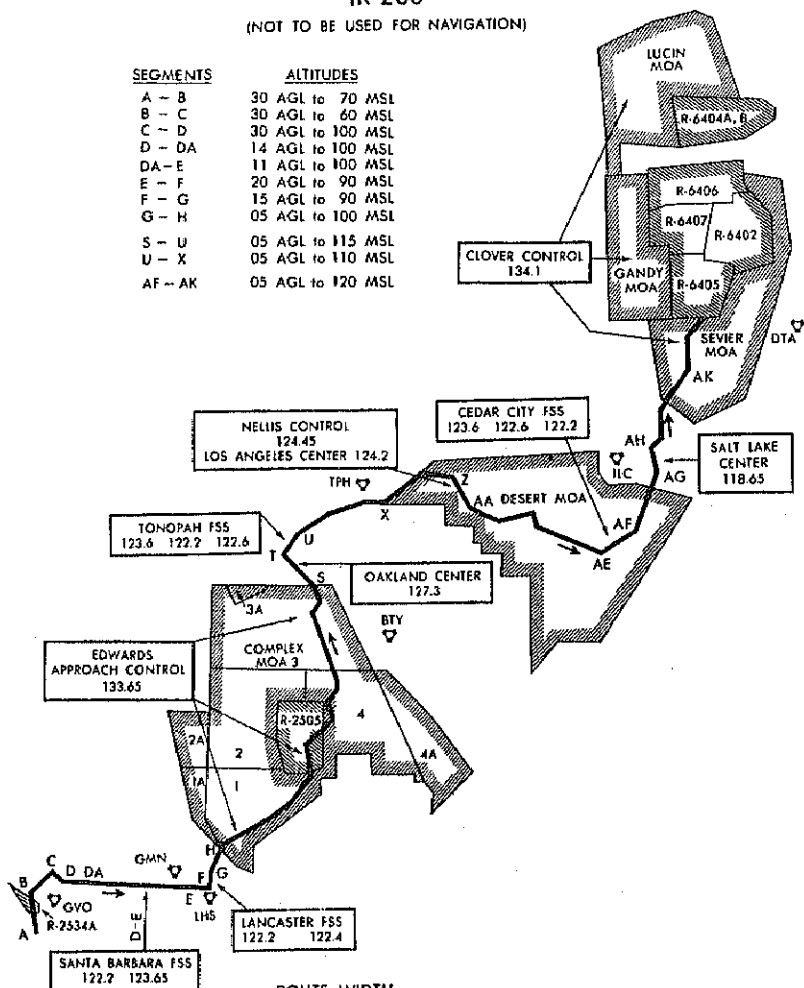 IR-200
(NOT TO BE USED FOR NAVIGATION)
SEGMENTS ALTITUDES
A - B 30 AGL to 70 MSL
B - C 30 AGL to 60 MSL
C - D 30 AGL to 100 MSL
D - DA 14 AGL to 100 MSL
DA-E 11 AGL to 100 MSL
E - F 20 AGL to 90 MSL
F - G 15 AGL to 90 MSL
G - H 05 AGL to 100 MSL
S - U 05 AGL to 115 MSL
U - X 05 AGL to 110 MSL
AF - AK 05 AGL to 120 MSL
LUCIN
MOA
R-6404A, B
R-6406
R-6407
R-6402
CLOVER CONTROL
134.1
GANDY
MOA
R-6405
SEVIER
MOA
DTA
AK
NELLIS CONTROL
124.45
LOS ANGELES CENTER 124.2
CEDAR CITY FSS
123.6 122.6 122.2
AH
SALT LAKE
CENTER
118.65
ILC
AG
TPH
Z
AA DESERT MOA
X
AF
AE
TONOPAH FSS
123.6 122.2 122.6
U
T
S
OAKLAND CENTER
127.3
3A
BTY
EDWARDS
APPROACH CONTROL
133.65
COMPLEX
MOA 3
R-2505
4
2A
2
4A
1A
1
H
GMN
C
D DA
F
G
B
E
LHS
GVO
R-2534A
A
D-E
LANCASTER FSS
122.2 122.4
SANTA BARBARA FSS
122.2 123.65
ROUTE WIDTH